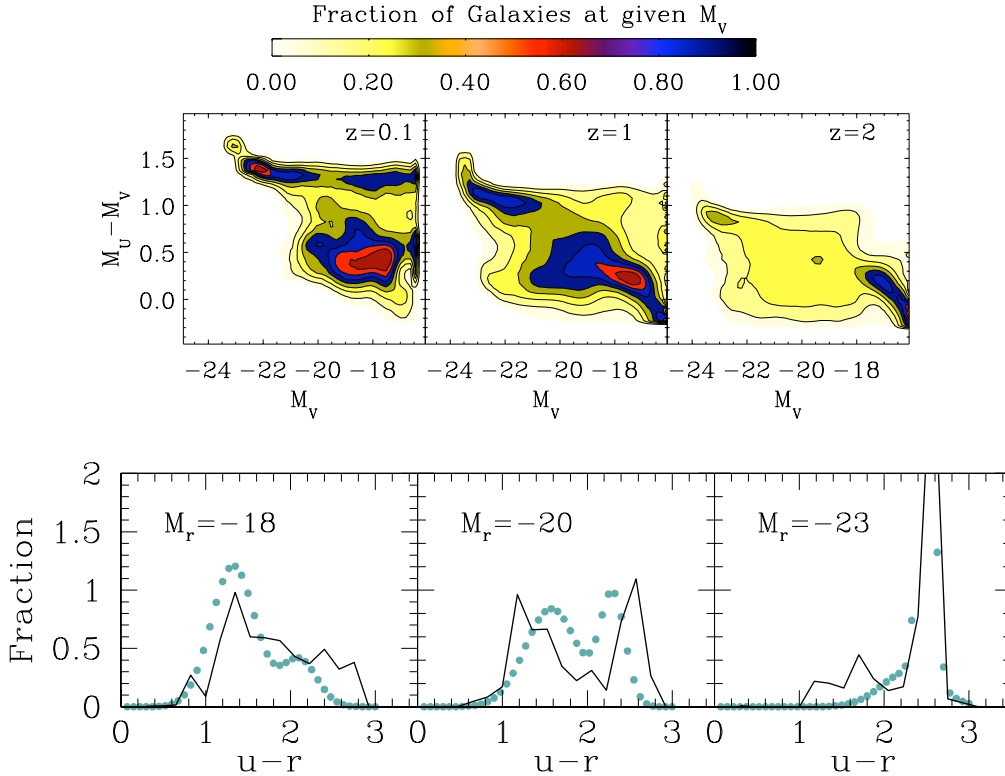 Fraction of Galaxies at given M_V
0.00 0.20 0.40 0.60 0.80 1.00
z=0.1 z=1 z=2
1.5
1.0
0.5
0.0
M_U−M_V
−24 −22 −20 −18 −24 −22 −20 −18 −24 −22 −20 −18
M_V M_V M_V
M_r=−18 M_r=−20 M_r=−23
2
1.5
1
0.5
0
Fraction
0 1 2 3 0 1 2 3 0 1 2 3
u−r u−r u−r